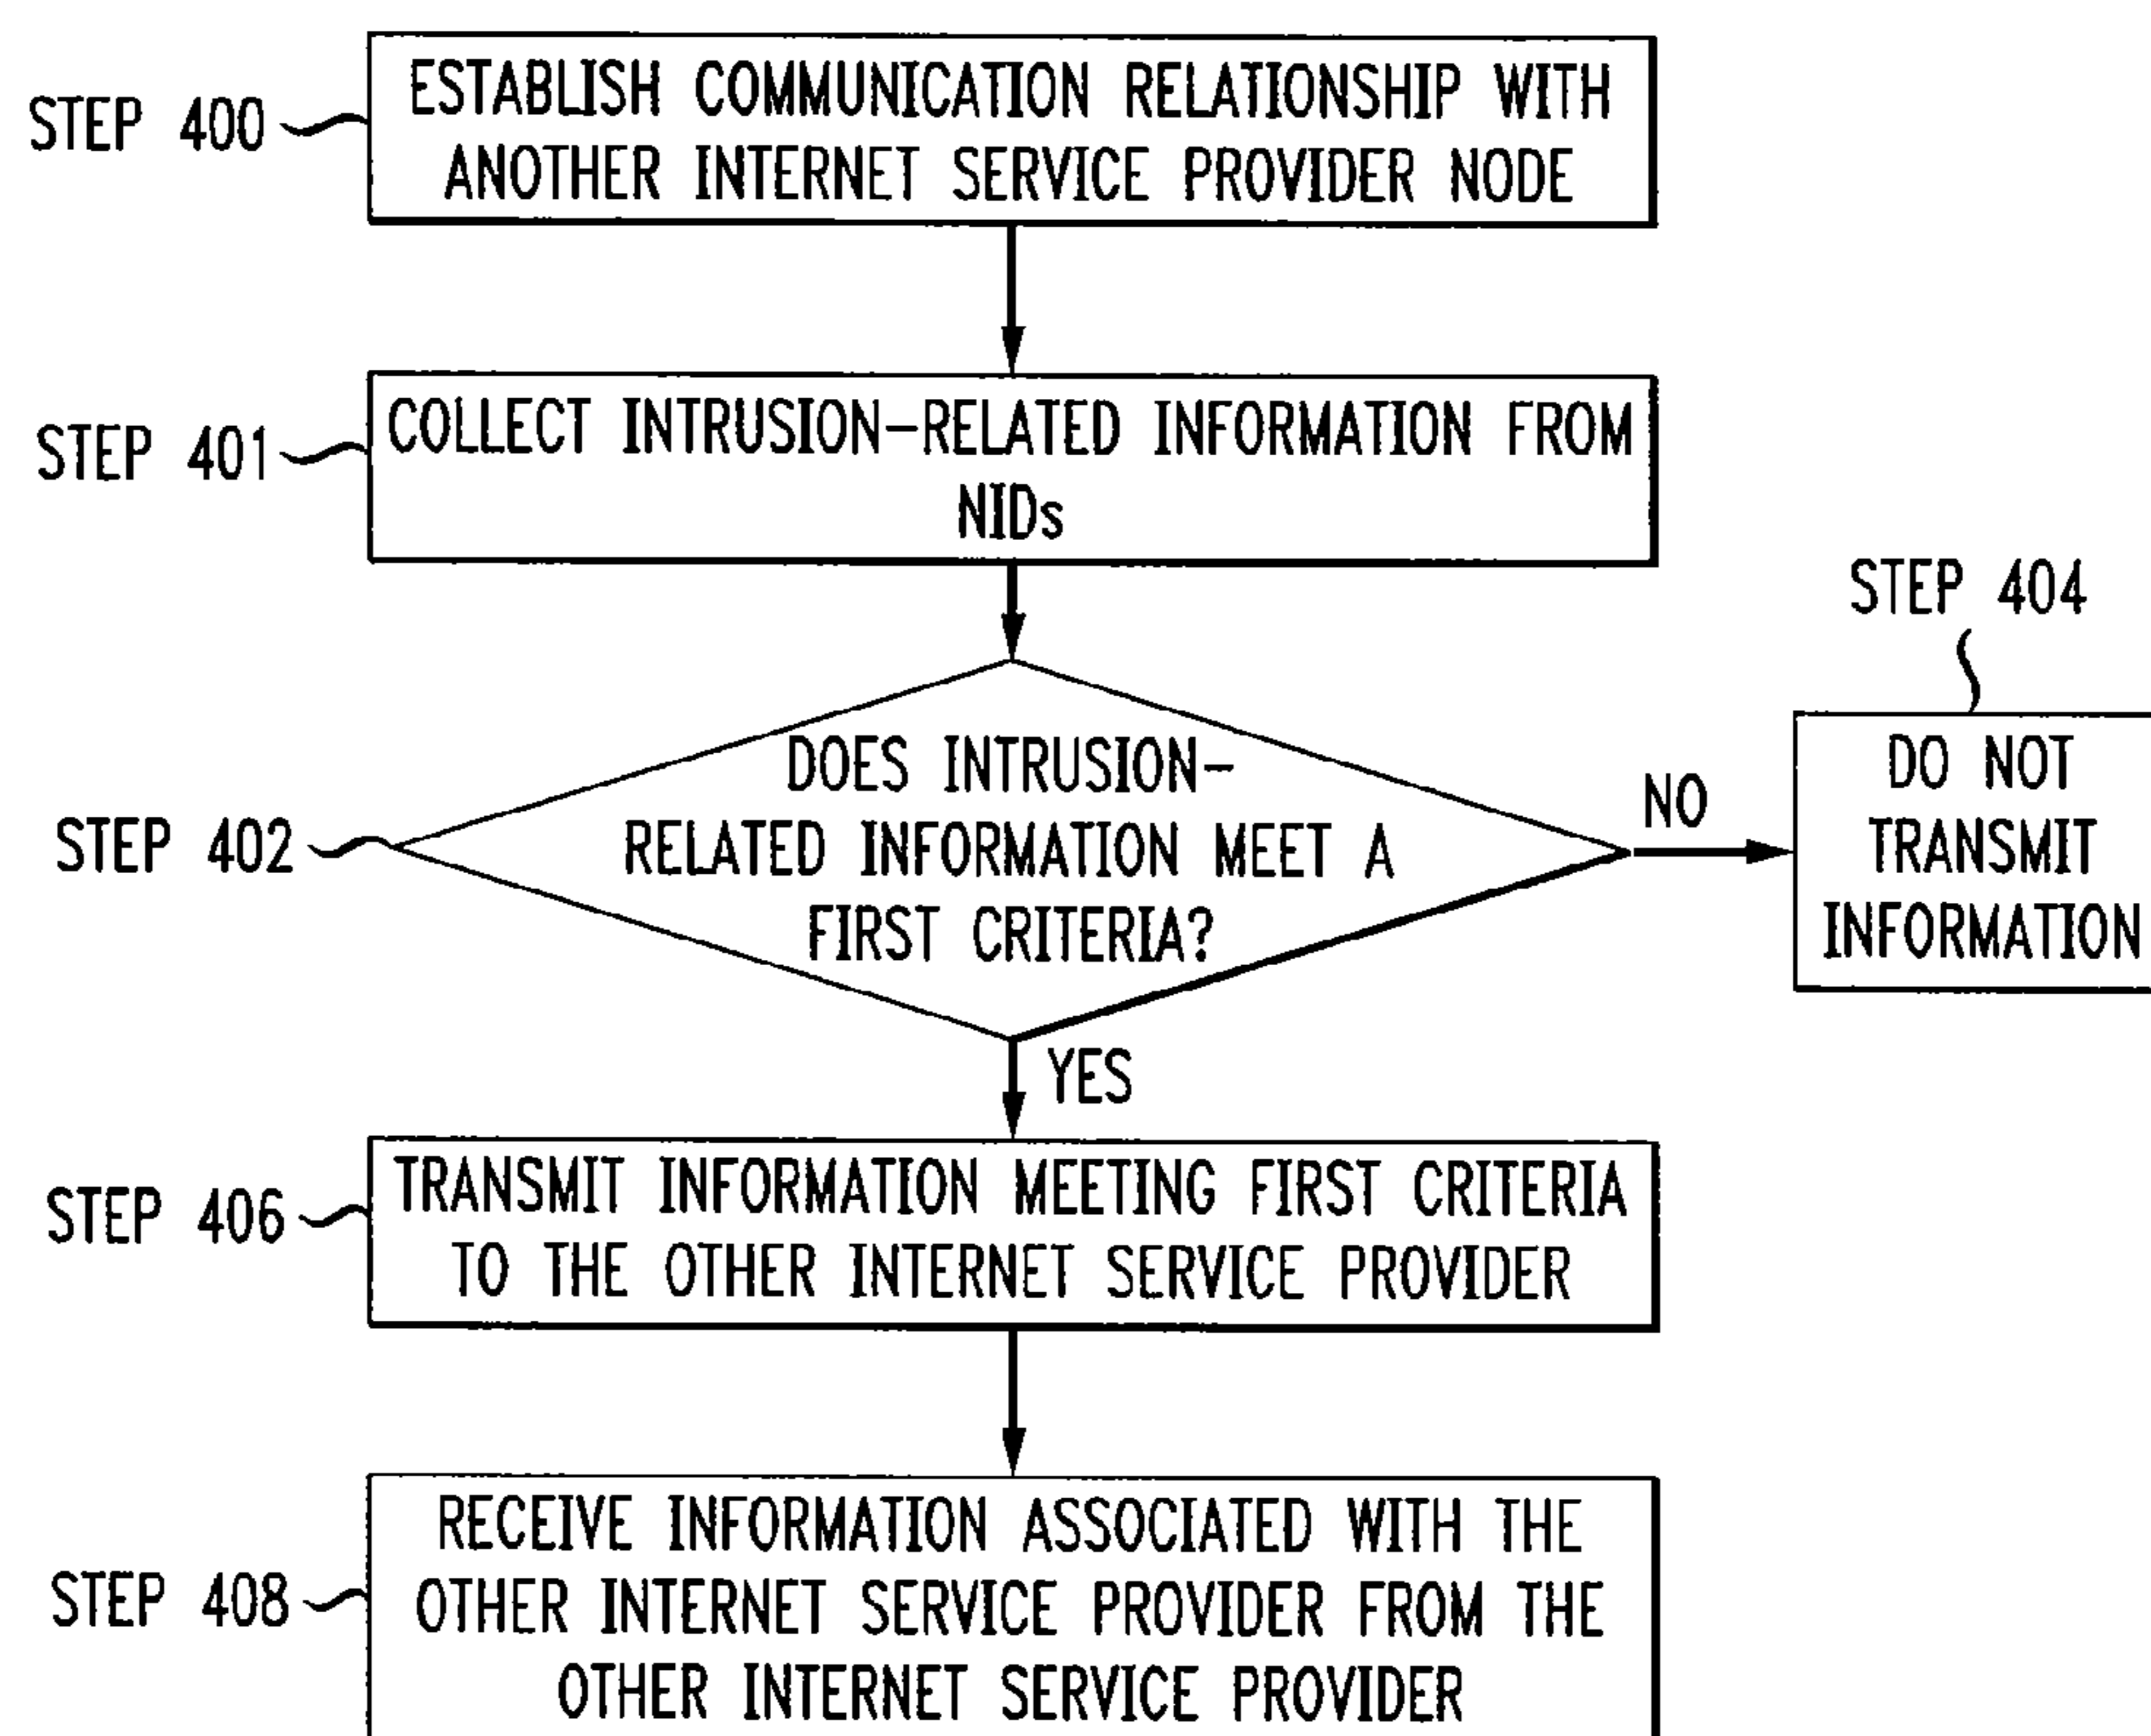 STEP 400
ESTABLISH COMMUNICATION RELATIONSHIP WITH
ANOTHER INTERNET SERVICE PROVIDER NODE
STEP 401
COLLECT INTRUSION-RELATED INFORMATION FROM
NIDs
STEP 402
DOES INTRUSION-
RELATED INFORMATION MEET A
FIRST CRITERIA?
NO
STEP 404
DO NOT
TRANSMIT
INFORMATION
YES
STEP 406
TRANSMIT INFORMATION MEETING FIRST CRITERIA
TO THE OTHER INTERNET SERVICE PROVIDER
STEP 408
RECEIVE INFORMATION ASSOCIATED WITH THE
OTHER INTERNET SERVICE PROVIDER FROM THE
OTHER INTERNET SERVICE PROVIDER